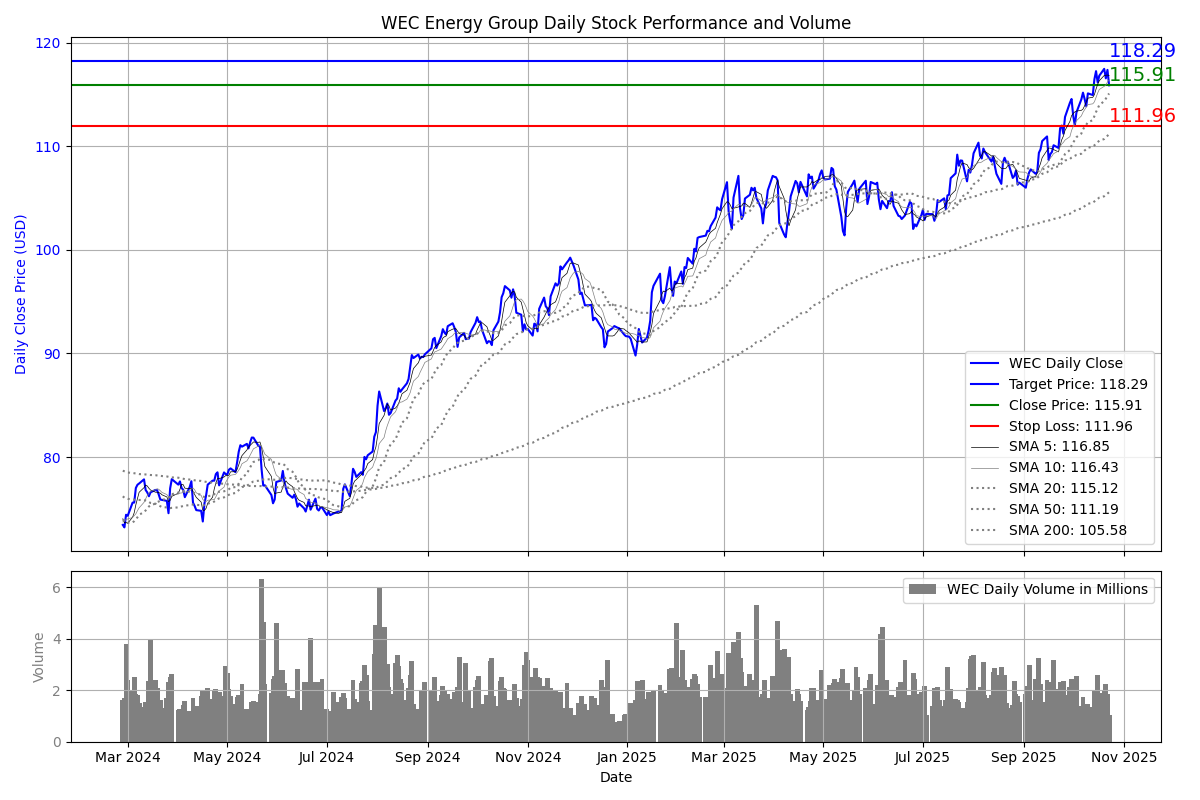 WEC Energy Group Daily Stock Performance and Volume
120
110
100
90
80
Daily Close Price (USD)
118.29
115.91
111.96
WEC Daily Close
Target Price: 118.29
Close Price: 115.91
Stop Loss: 111.96
SMA 5: 116.85
SMA 10: 116.43
SMA 20: 115.12
SMA 50: 111.19
SMA 200: 105.58
6
4
2
0
Volume
WEC Daily Volume in Millions
Mar 2024 May 2024 Jul 2024 Sep 2024 Nov 2024 Jan 2025 Mar 2025 May 2025 Jul 2025 Sep 2025 Nov 2025
Date